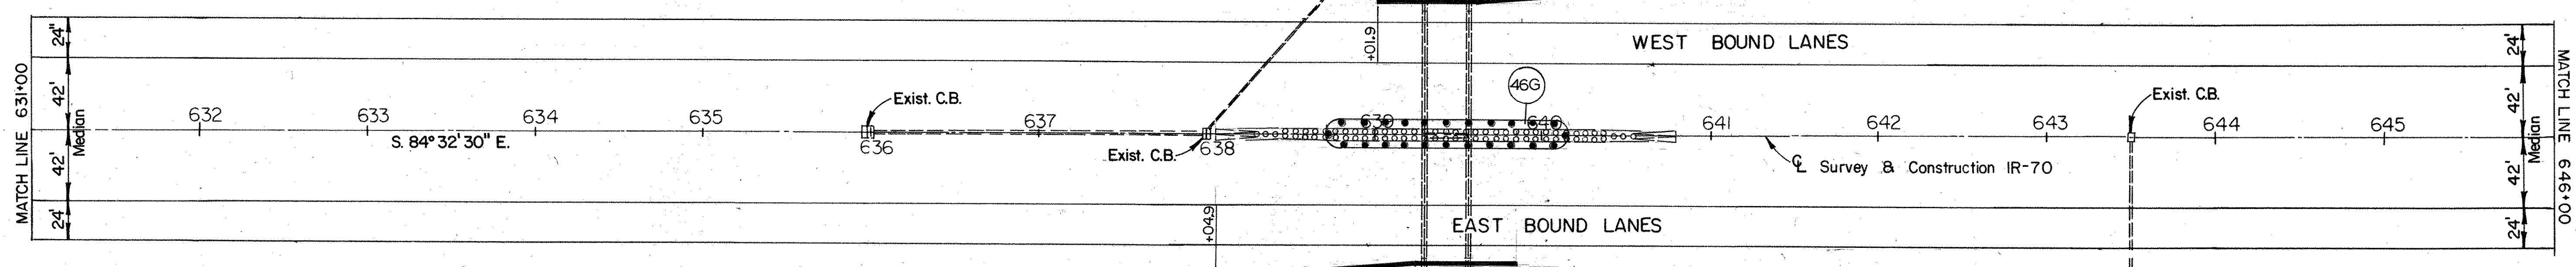 MATCH LINE 631+00
24'
42'
Median
42'
24'
632
633
634
S. 84° 32' 30" E.
635
Exist. C.B.
636
637
Exist. C.B.
638
+04.9
+01.9
639
46G
640
WEST BOUND LANES
EAST BOUND LANES
641
℄ Survey & Construction IR-70
642
643
Exist. C.B.
644
645
24'
42'
Median
42'
24'
MATCH LINE 646+00